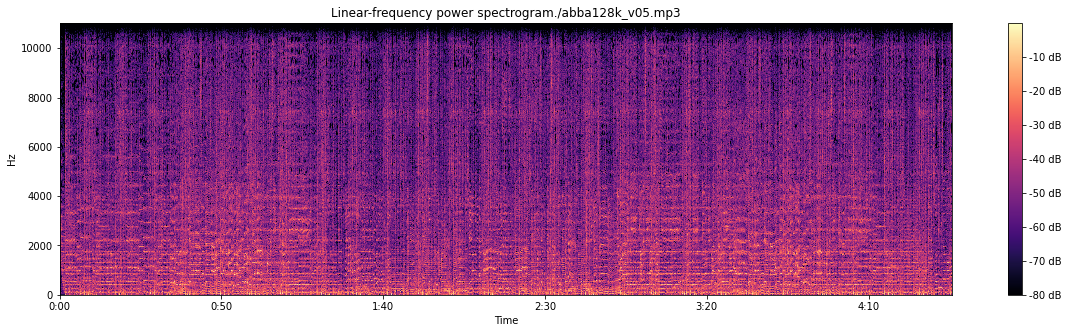 Linear-frequency power spectrogram./abba128k_v05.mp3
10000
8000
6000
4000
2000
0
Hz
0:00
0:50
1:40
2:30
3:20
4:10
Time
-10 dB
-20 dB
-30 dB
-40 dB
-50 dB
-60 dB
-70 dB
-80 dB